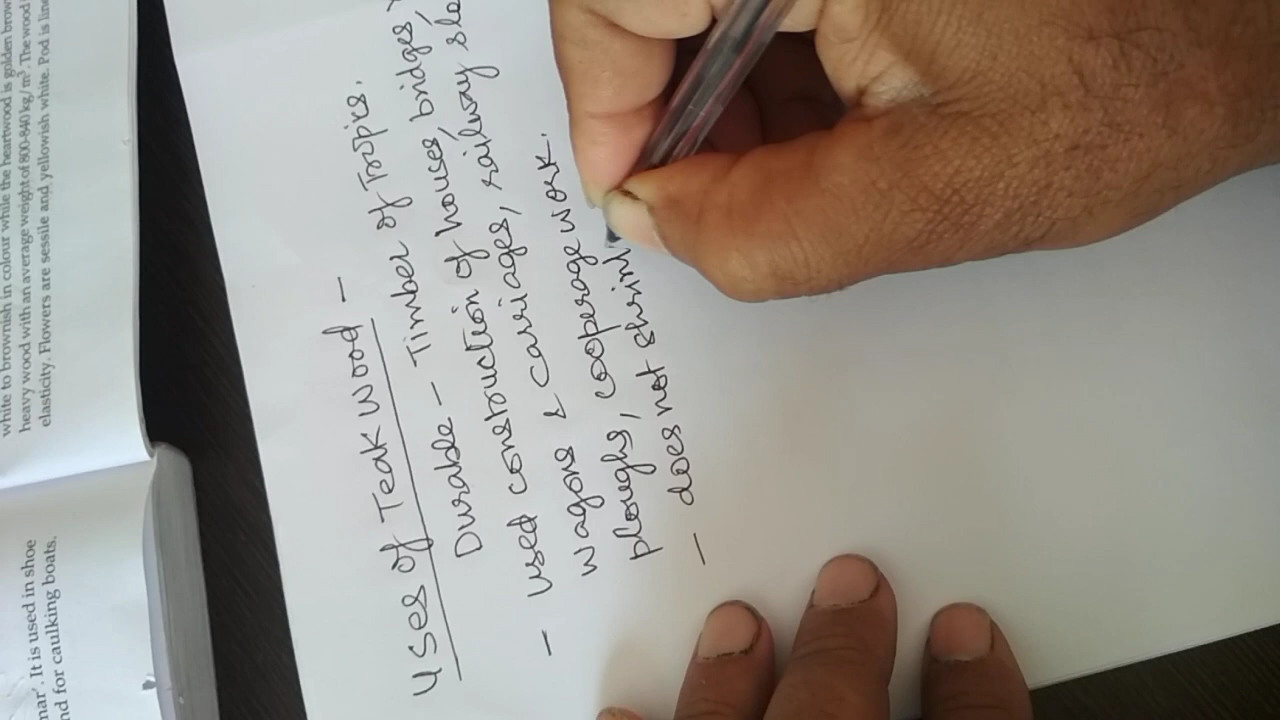 white to brownish in colour while the heartwood is golden brow
heavy wood with an average weight of 800-840 kg/m³. The wood
elasticity. Flowers are sessile and yellowish white. Pod is line
nar'. It is used in shoe
nd for caulking boats.
Uses of Teak wood -
Durable - Timber of Tropics.
- used construction of houses, bridges,
wagons & carriages, railway sle
ploughs, cooperage work.
- does not shrink